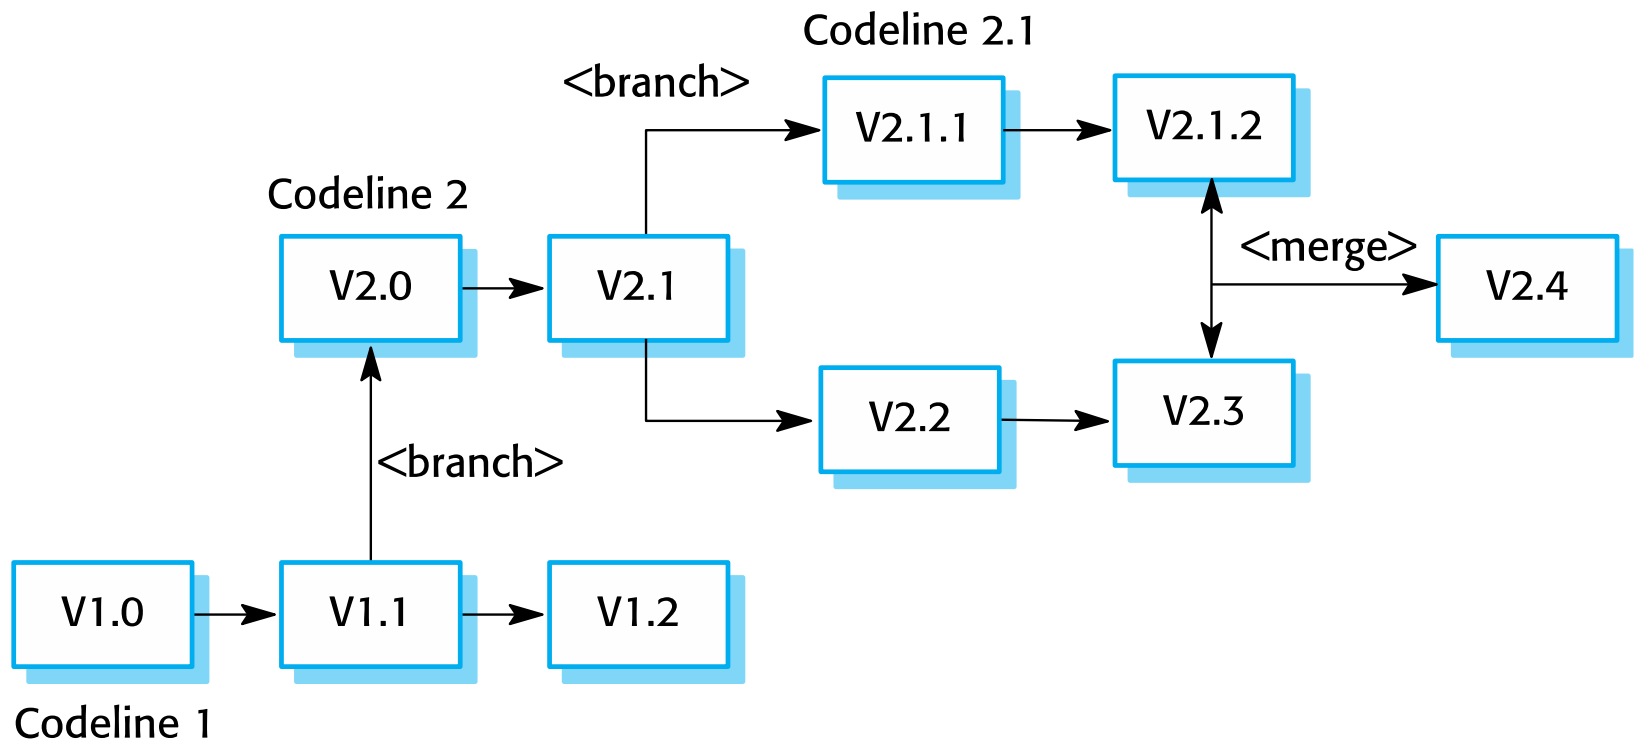 Codeline 2.1
<branch>
V2.1.1
V2.1.2
Codeline 2
V2.0
V2.1
<merge>
V2.4
V2.2
V2.3
<branch>
V1.0
V1.1
V1.2
Codeline 1